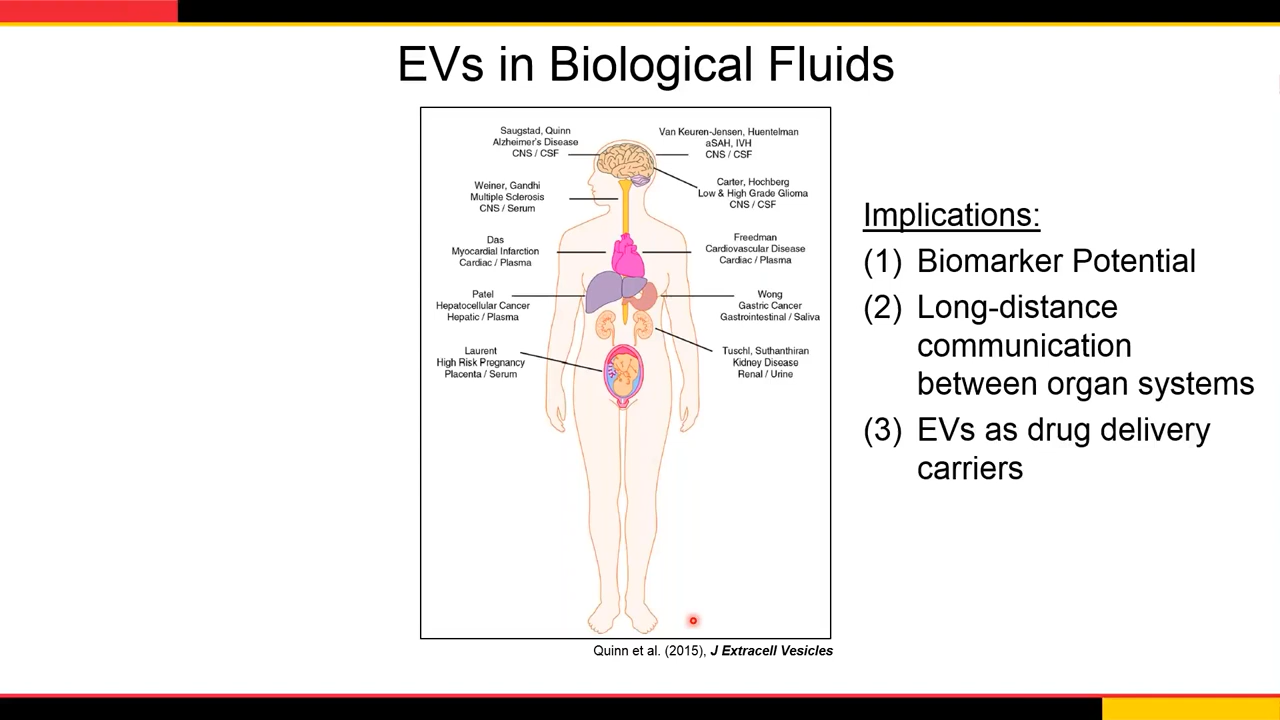 EVs in Biological Fluids
Saugstad, Quinn
Alzheimer's Disease
CNS / CSF
Weiner, Gandhi
Multiple Sclerosis
CNS / Serum
Das
Myocardial Infarction
Cardiac / Plasma
Patel
Hepatocellular Cancer
Hepatic / Plasma
Laurent
High Risk Pregnancy
Placenta / Serum
Van Keuren-Jensen, Huentelman
aSAH, IVH
CNS / CSF
Carter, Hochberg
Low & High Grade Glioma
CNS / CSF
Freedman
Cardiovascular Disease
Cardiac / Plasma
Wong
Gastric Cancer
Gastrointestinal / Saliva
Tuschl, Suthanthiran
Kidney Disease
Renal / Urine
Quinn et al. (2015), J Extracell Vesicles
Implications:
(1) Biomarker Potential
(2) Long-distance
communication
between organ systems
(3) EVs as drug delivery
carriers